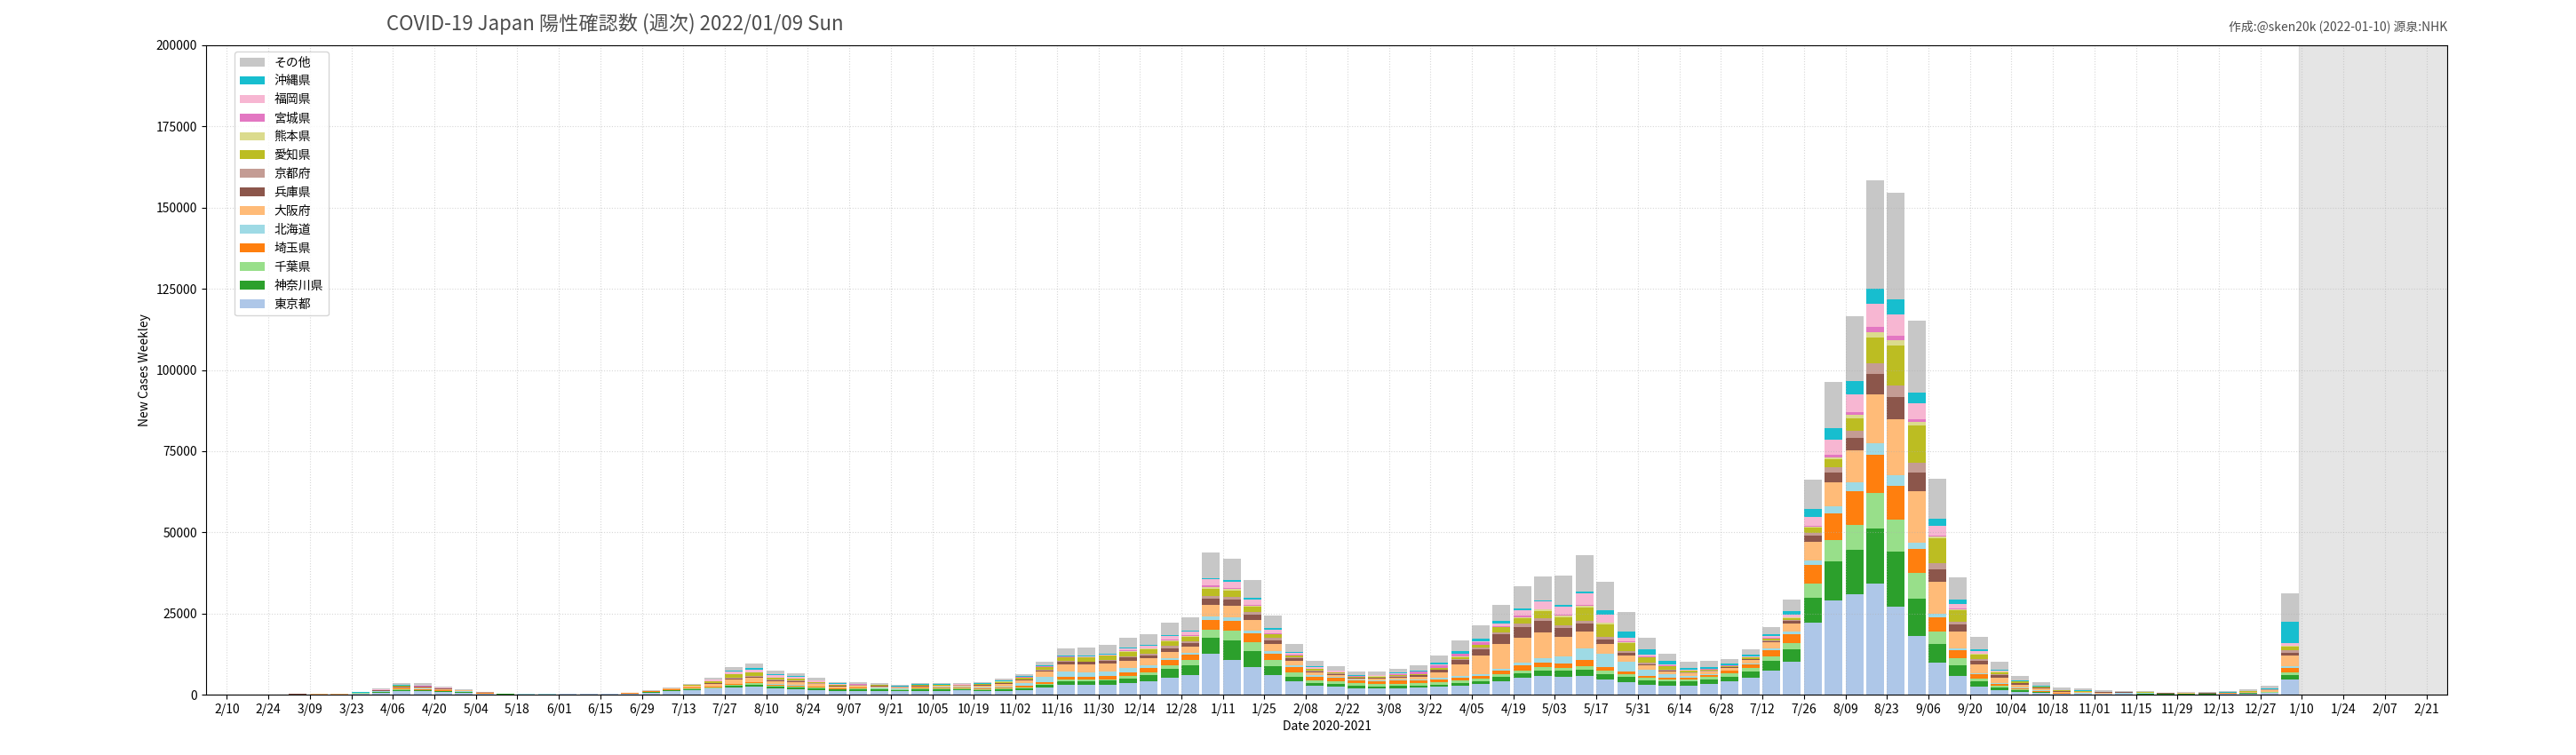 COVID-19 Japan 陽性確認数 (週次) 2022/01/09 Sun
作成:@sken20k (2022-01-10) 源泉:NHK
200000
175000
150000
125000
100000
75000
50000
25000
0
New Cases Weekley
その他
沖縄県
福岡県
宮城県
熊本県
愛知県
京都府
兵庫県
大阪府
北海道
埼玉県
千葉県
神奈川県
東京都
2/10 2/24 3/09 3/23 4/06 4/20 5/04 5/18 6/01 6/15 6/29 7/13 7/27 8/10 8/24 9/07 9/21 10/05 10/19 11/02 11/16 11/30 12/14 12/28 1/11 1/25 2/08 2/22 3/08 3/22 4/05 4/19 5/03 5/17 5/31 6/14 6/28 7/12 7/26 8/09 8/23 9/06 9/20 10/04 10/18 11/01 11/15 11/29 12/13 12/27 1/10 1/24 2/07 2/21
Date 2020-2021